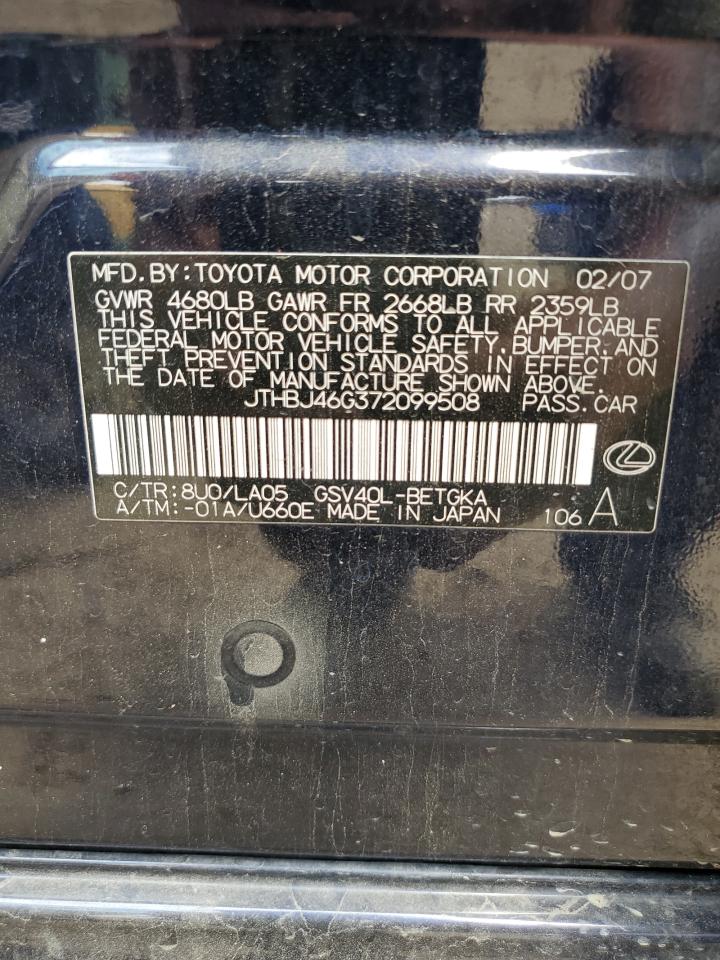 MFD. BY: TOYOTA MOTOR CORPORATION 02/07
GVWR 4680LB GAWR FR 2668LB RR 2359LB
THIS VEHICLE CONFORMS TO ALL APPLICABLE
FEDERAL MOTOR VEHICLE SAFETY, BUMPER, AND
THEFT PREVENTION STANDARDS IN EFFECT ON
THE DATE OF MANUFACTURE SHOWN ABOVE.
JTHBJ46G372099508 PASS.CAR
C/TR: 8U0/LA05 GSV40L-BETGKA
A/TM: -01A/U660E MADE IN JAPAN 106 A